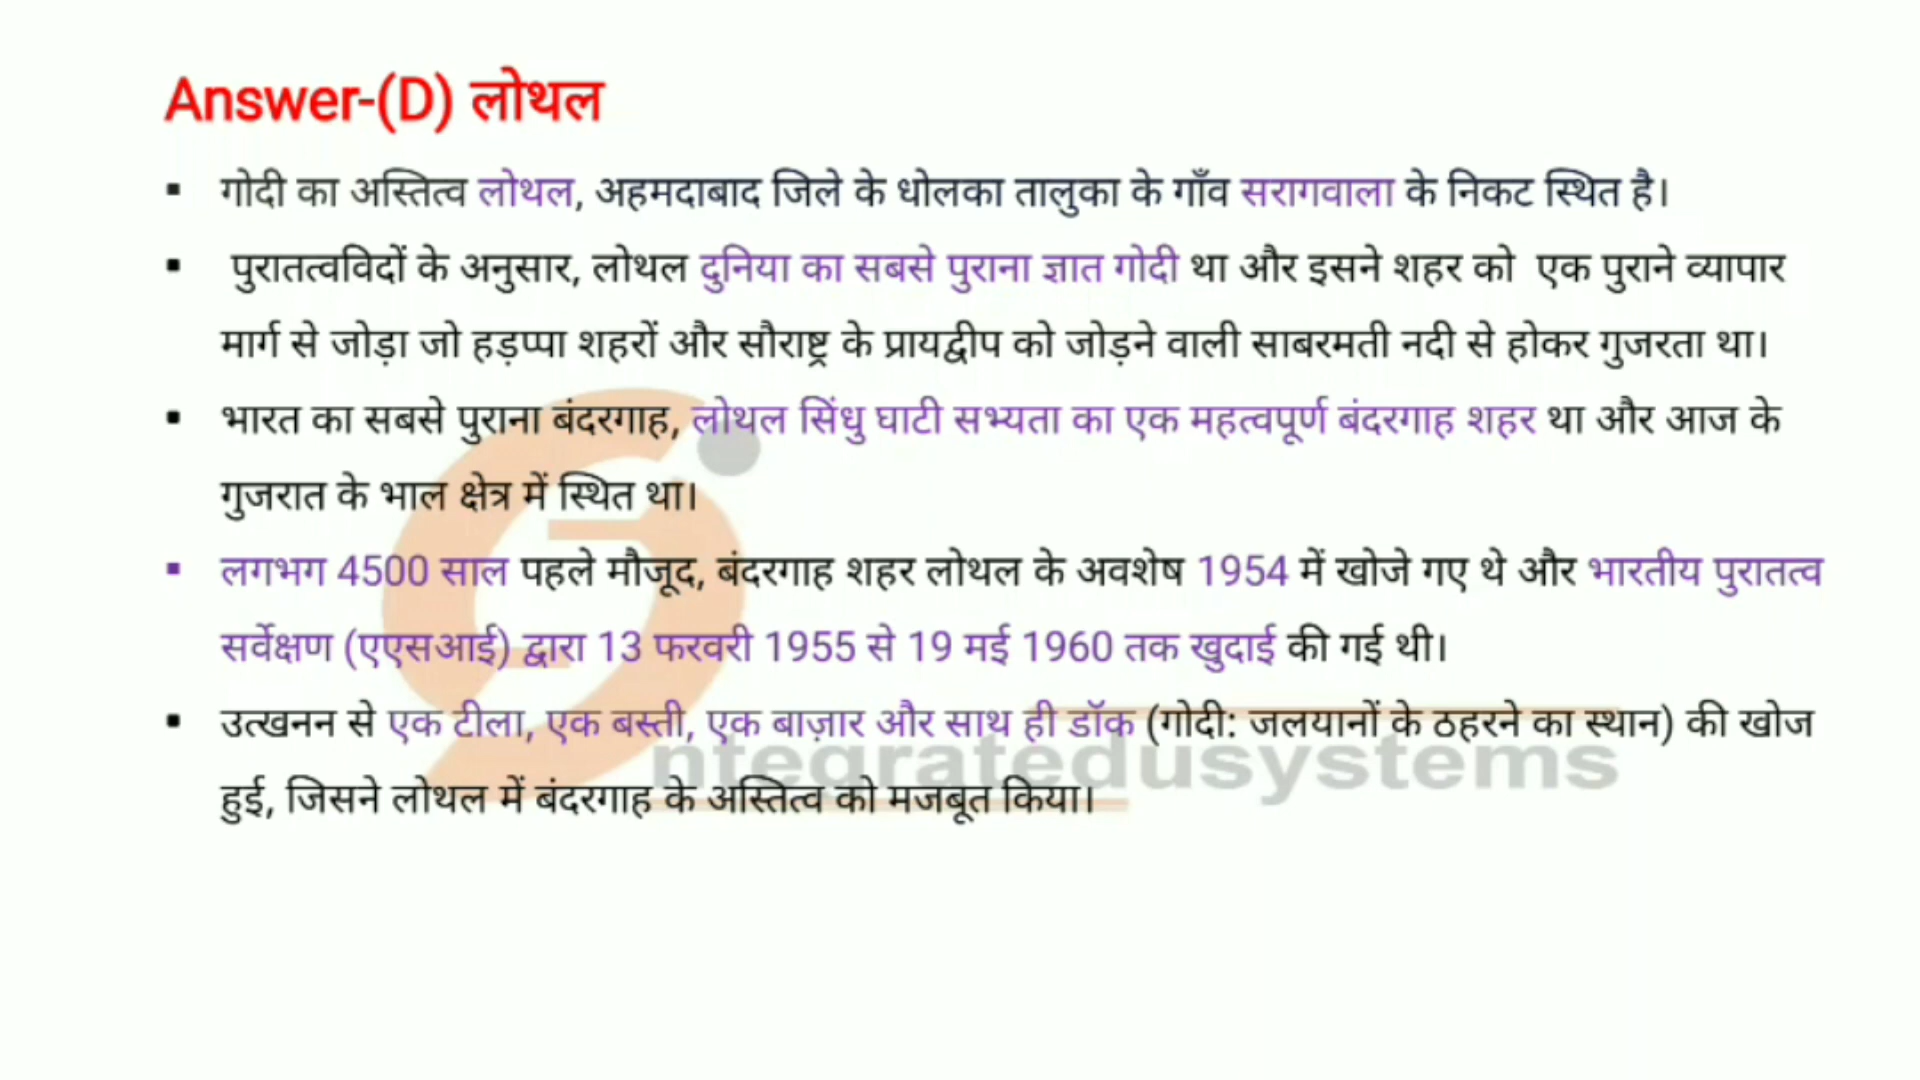 Answer-(D) लोथल
▪ गोदी का अस्तित्व लोथल, अहमदाबाद जिले के धोलका तालुका के गाँव सरागवाला के निकट स्थित है।
▪ पुरातत्वविदों के अनुसार, लोथल दुनिया का सबसे पुराना ज्ञात गोदी था और इसने शहर को एक पुराने व्यापार
मार्ग से जोड़ा जो हड़प्पा शहरों और सौराष्ट्र के प्रायद्वीप को जोड़ने वाली साबरमती नदी से होकर गुजरता था।
▪ भारत का सबसे पुराना बंदरगाह, लोथल सिंधु घाटी सभ्यता का एक महत्वपूर्ण बंदरगाह शहर था और आज के
गुजरात के भाल क्षेत्र में स्थित था।
▪ लगभग 4500 साल पहले मौजूद, बंदरगाह शहर लोथल के अवशेष 1954 में खोजे गए थे और भारतीय पुरातत्व
सर्वेक्षण (एएसआई) द्वारा 13 फरवरी 1955 से 19 मई 1960 तक खुदाई की गई थी।
▪ उत्खनन से एक टीला, एक बस्ती, एक बाज़ार और साथ ही डॉक (गोदी: जलयानों के ठहरने का स्थान) की खोज
हुई, जिसने लोथल में बंदरगाह के अस्तित्व को मजबूत किया।
ntegratedusystems